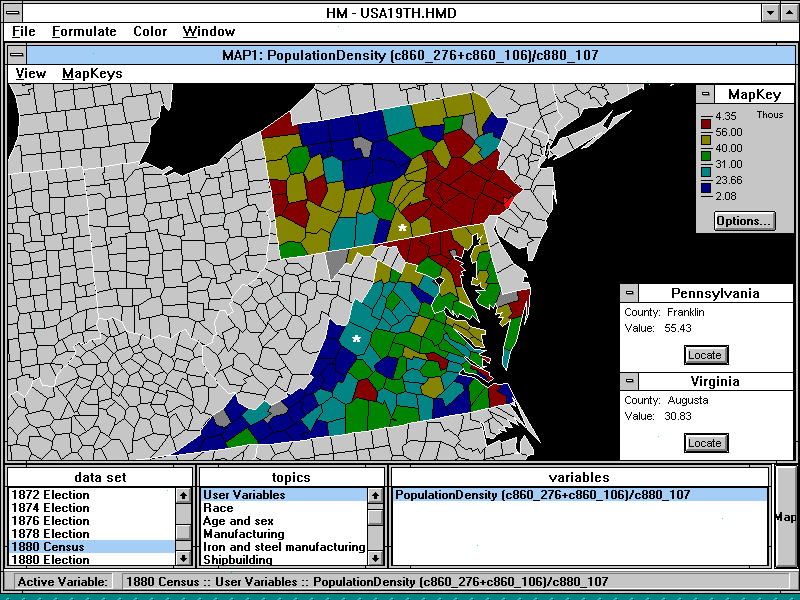 HM - USA19TH.HMD
File Formulate Color Window
MAP1: PopulationDensity (c860_276+c860_106)/c880_107
View MapKeys
MapKey
4.35 Thous
56.00
40.00
31.00
23.66
2.08
Options...
*
*
Pennsylvania
County: Franklin
Value: 55.43
Locate
Virginia
County: Augusta
Value: 30.83
Locate
data set topics variables
1872 Election User Variables PopulationDensity (c860_276+c860_106)/c880_107
1874 Election Race
1876 Election Age and sex
1878 Election Manufacturing
1880 Census Iron and steel manufacturing
1880 Election Shipbuilding
Map
Active Variable: 1880 Census :: User Variables :: PopulationDensity (c860_276+c860_106)/c880_107